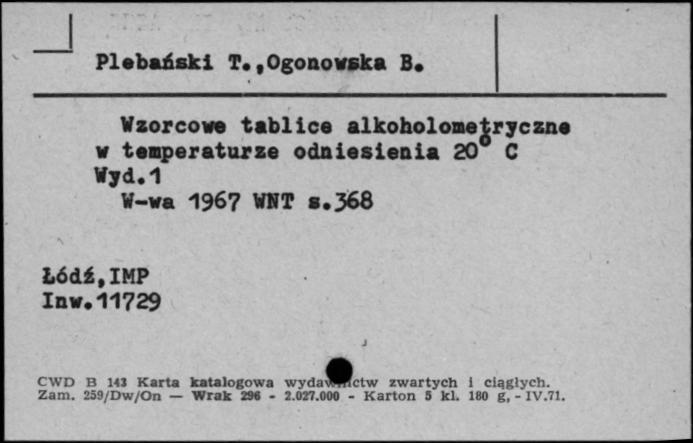 Plebański T.,Ogonowska B.
Wzorcowe tablice alkoholometryczne
w temperaturze odniesienia 20° C
Wyd.1
W-wa 1967 WNT s.368
Łódź,IMP
Inw.11729
CWD B 143 Karta katalogowa wydawnictw zwartych i ciągłych.
Zam. 259/Dw/On — Wrak 296 - 2.027.000 - Karton 5 kl. 180 g, - IV.71.